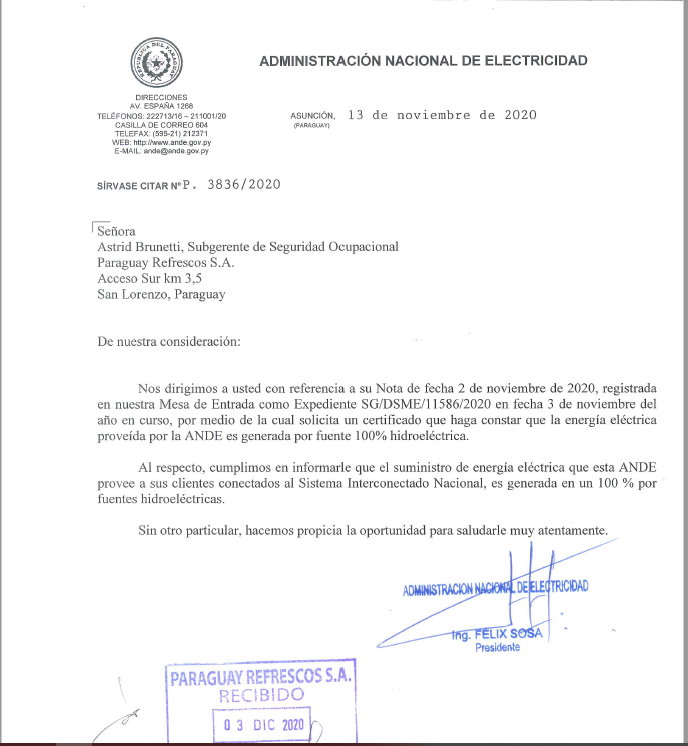 REPUBLICA DEL PARAGUAY
ADMINISTRACIÓN NACIONAL DE ELECTRICIDAD
DIRECCIONES
AV. ESPAÑA 1268
TELÉFONOS: 222713/16 – 211001/20
CASILLA DE CORREO 604
TELEFAX: (595-21) 212371
WEB: http://www.ande.gov.py
E-MAIL: ande@ande.gov.py
ASUNCIÓN, 13 de noviembre de 2020
(PARAGUAY)
SÍRVASE CITAR Nº P. 3836/2020
Señora
Astrid Brunetti, Subgerente de Seguridad Ocupacional
Paraguay Refrescos S.A.
Acceso Sur km 3,5
San Lorenzo, Paraguay
De nuestra consideración:
Nos dirigimos a usted con referencia a su Nota de fecha 2 de noviembre de 2020, registrada
en nuestra Mesa de Entrada como Expediente SG/DSME/11586/2020 en fecha 3 de noviembre del
año en curso, por medio de la cual solicita un certificado que haga constar que la energía eléctrica
proveída por la ANDE es generada por fuente 100% hidroeléctrica.
Al respecto, cumplimos en informarle que el suministro de energía eléctrica que esta ANDE
provee a sus clientes conectados al Sistema Interconectado Nacional, es generada en un 100 % por
fuentes hidroeléctricas.
Sin otro particular, hacemos propicia la oportunidad para saludarle muy atentamente.
ADMINISTRACION NACIONAL DE ELECTRICIDAD
Ing. FÉLIX SOSA
Presidente
PARAGUAY REFRESCOS S.A.
RECIBIDO
03 DIC 2020